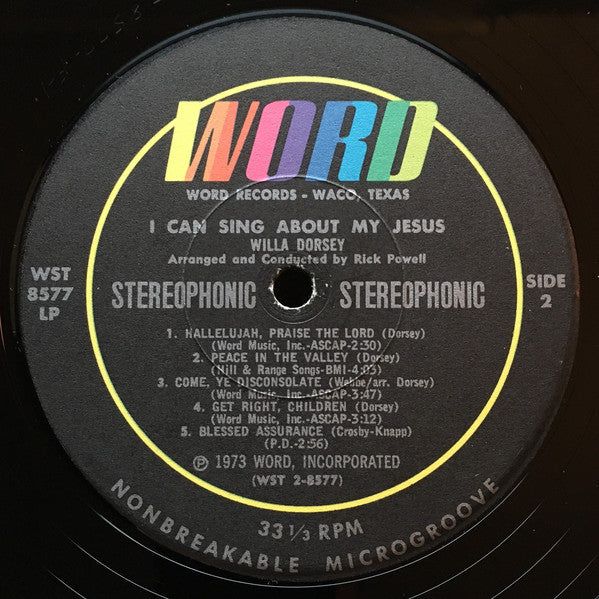 WORD
WORD RECORDS - WACO, TEXAS
I CAN SING ABOUT MY JESUS
WILLA DORSEY
Arranged and Conducted by Rick Powell
WST
8577
LP
STEREOPHONIC STEREOPHONIC
SIDE
2
1. HALLELUJAH, PRAISE THE LORD (Dorsey)
(Word Music, Inc.-ASCAP-2:30)
2. PEACE IN THE VALLEY (Dorsey)
(Hill & Range Songs-BMI-4:03)
3. COME, YE DISCONSOLATE (Webbe/arr. Dorsey)
(Word Music, Inc.-ASCAP-3:47)
4. GET RIGHT, CHILDREN (Dorsey)
(Word Music, Inc.-ASCAP-3:12)
5. BLESSED ASSURANCE (Crosby-Knapp)
(P.D.-2:56)
℗ 1973 WORD, INCORPORATED
(WST 2-8577)
33 1/3 RPM
NONBREAKABLE MICROGROOVE